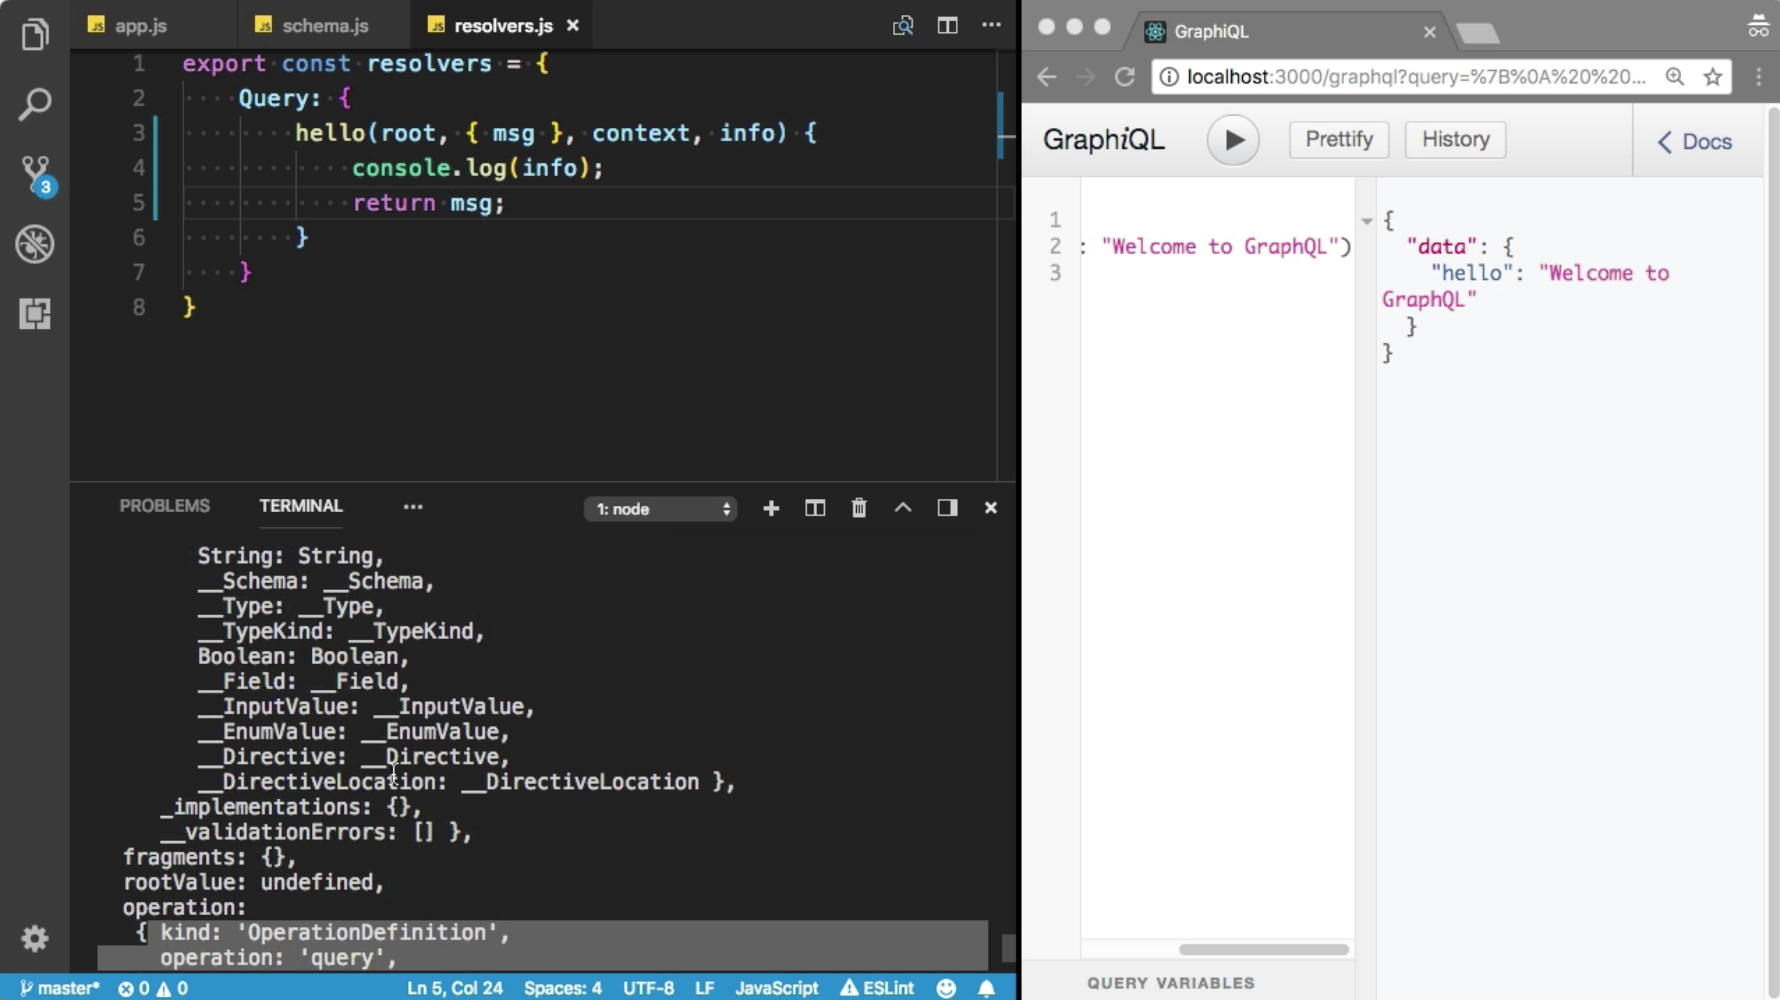 JS app.js
JS schema.js
JS resolvers.js ×
1 export const resolvers = {
2 Query: {
3 hello(root, { msg }, context, info) {
4 console.log(info);
5 return msg;
6 }
7 }
8 }
3
PROBLEMS TERMINAL ··· 1: node
String: String,
__Schema: __Schema,
__Type: __Type,
__TypeKind: __TypeKind,
Boolean: Boolean,
__Field: __Field,
__InputValue: __InputValue,
__EnumValue: __EnumValue,
__Directive: __Directive,
__DirectiveLocation: __DirectiveLocation },
_implementations: {},
__validationErrors: [] },
fragments: {},
rootValue: undefined,
operation:
{ kind: 'OperationDefinition',
operation: 'query',
master* 0 0 Ln 5, Col 24 Spaces: 4 UTF-8 LF JavaScript ESLint
GraphiQL
localhost:3000/graphql?query=%7B%0A%20%20...
GraphiQL Prettify History Docs
1
2 : "Welcome to GraphQL")
3
{
"data": {
"hello": "Welcome to
GraphQL"
}
}
QUERY VARIABLES